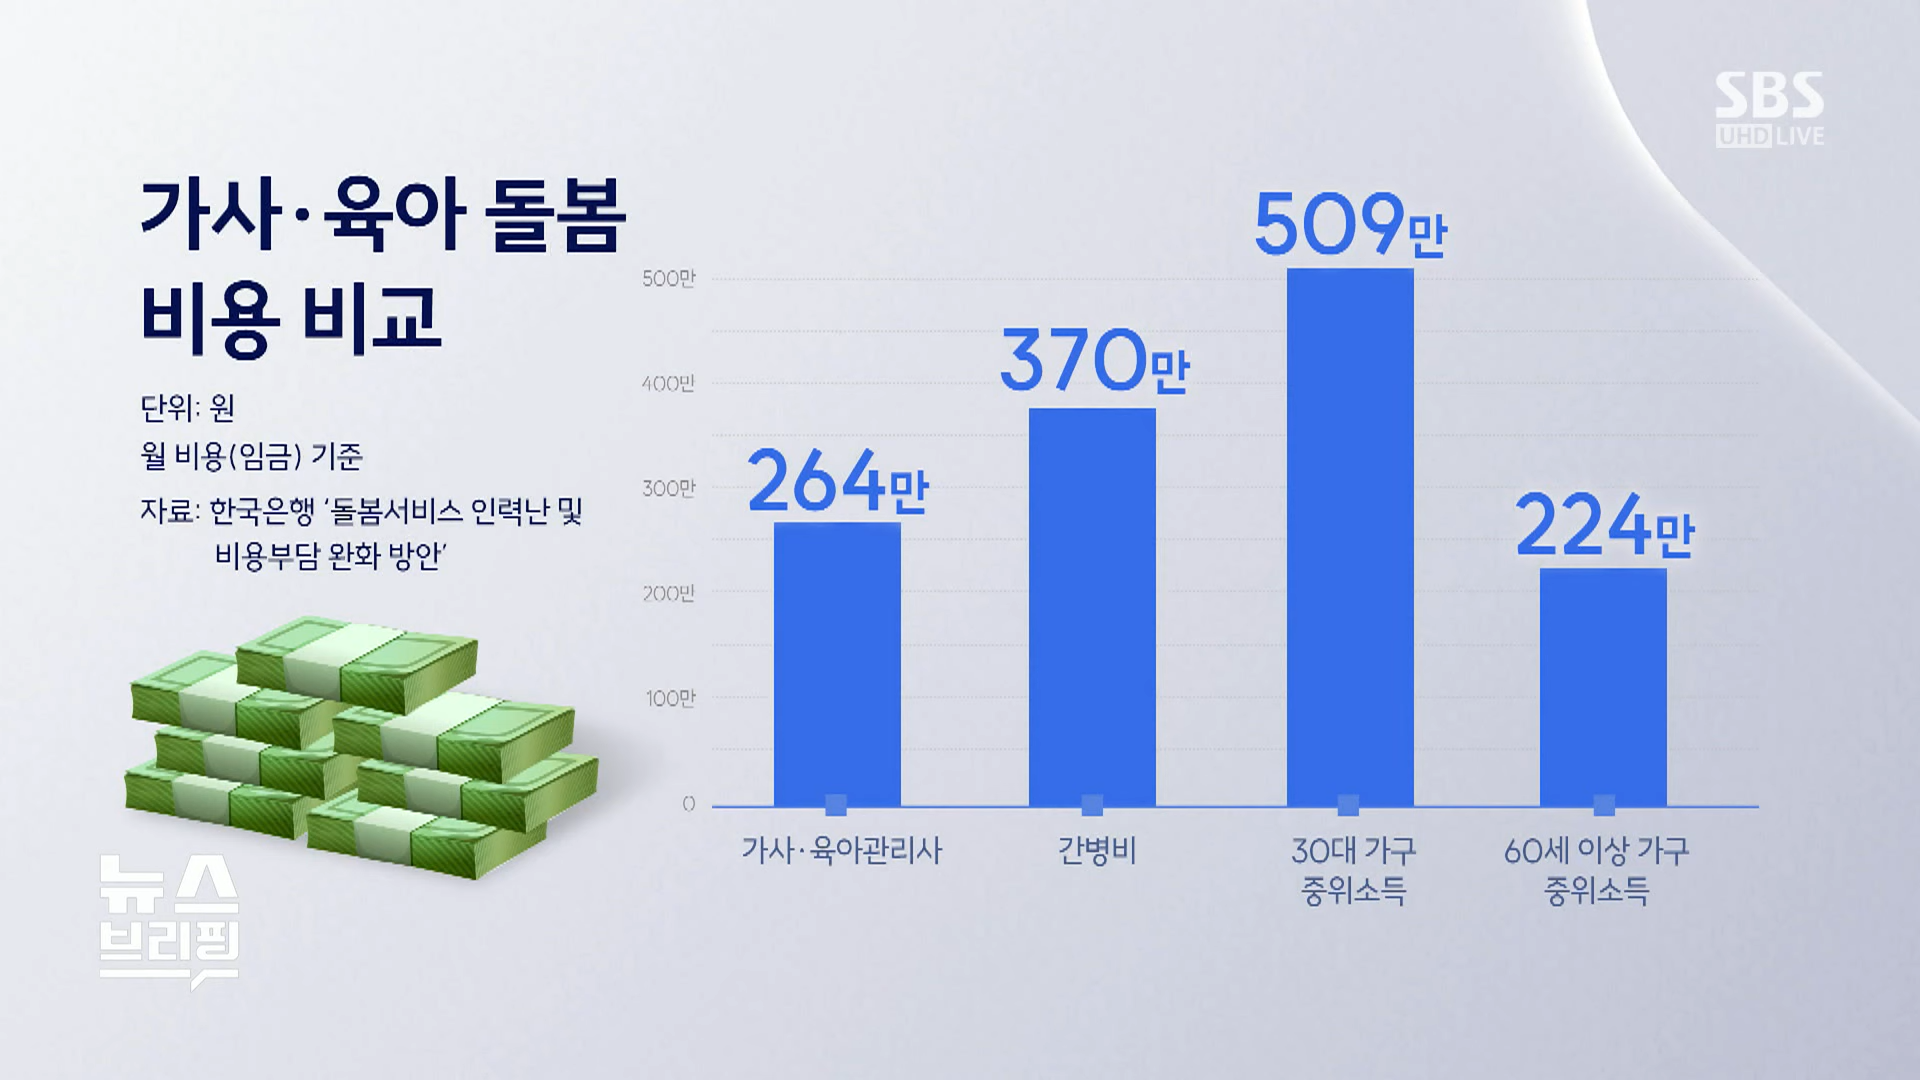 SBS
UHD LIVE
가사·육아 돌봄
비용 비교
단위: 원
월 비용(임금) 기준
자료: 한국은행 ‘돌봄서비스 인력난 및
비용부담 완화 방안’
500만
400만
300만
200만
100만
0
264만
370만
509만
224만
가사·육아관리사
간병비
30대 가구
중위소득
60세 이상 가구
중위소득
뉴스
브리핑